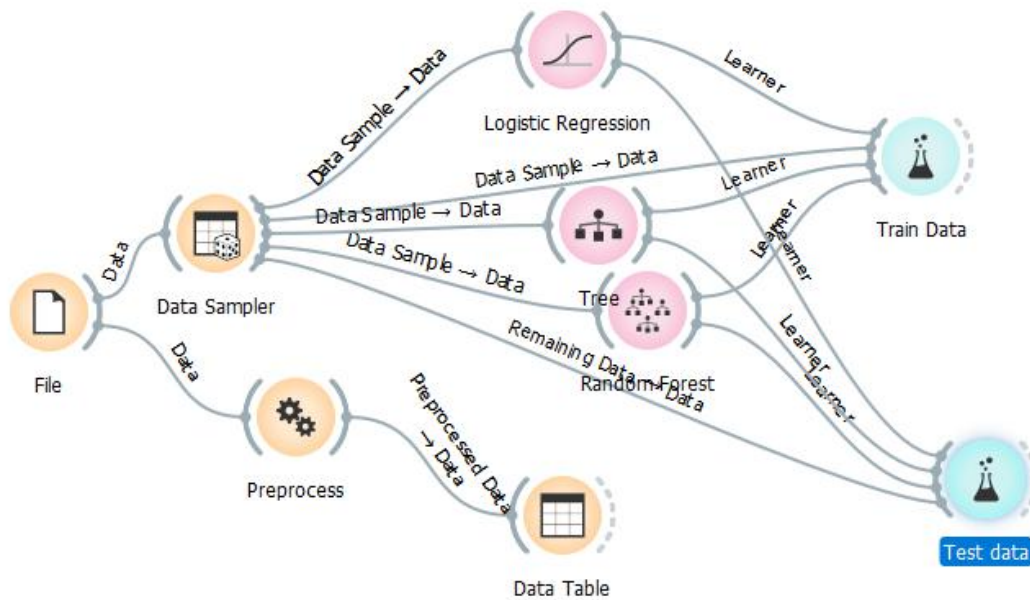 Learner
Data Sample → Data
Logistic Regression
Data Sample → Data
Learner
Data Sample → Data
Train Data
Learner
Learner
Data
Data Sample → Data
Data Sampler
Tree
Remaining Data → Data
File
Data
Random Forest
Learner
Learner
Preprocessed Data
→ Data
Preprocess
Test data
Data Table